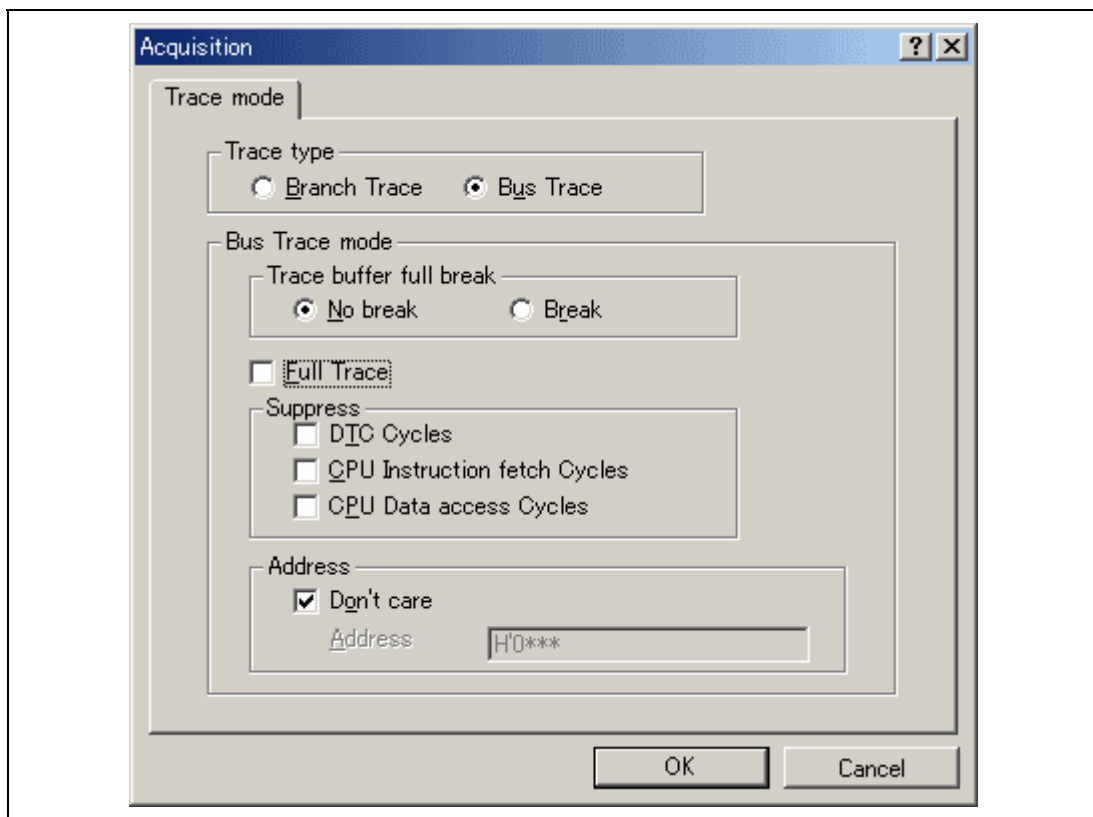 Acquisition
Trace mode
Trace type
Branch Trace Bus Trace
Bus Trace mode
Trace buffer full break
No break Break
Full Trace
Suppress
DTC Cycles
CPU Instruction fetch Cycles
CPU Data access Cycles
Address
Don't care
Address H'0***
OK Cancel